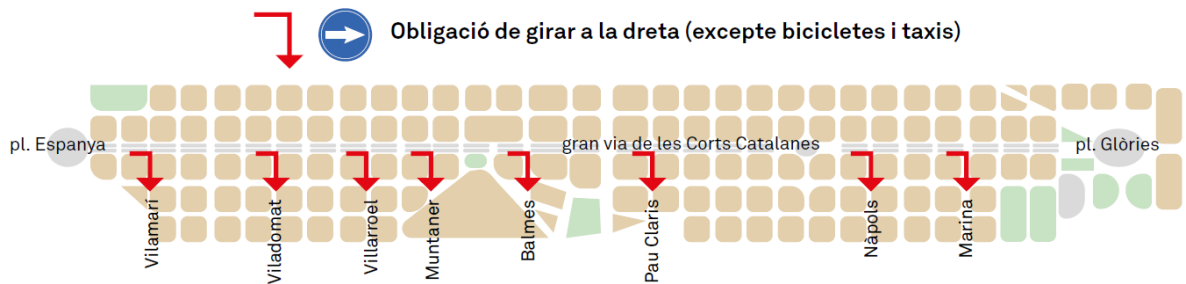 Obligació de girar a la dreta (excepte bicicletes i taxis)
pl. Espanya
gran via de les Corts Catalanes
pl. Glòries
Vilamarí
Viladomat
Villarroel
Muntaner
Balmes
Pau Claris
Nàpols
Marina